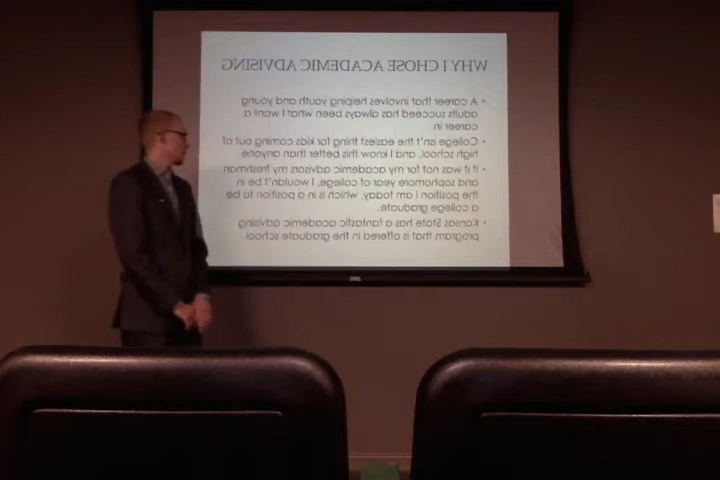 WHY I CHOSE ACADEMIC ADVISING
• A career that involves helping youth and young
adults succeed has always been what I want a
career in
• College isn't the easiest thing for kids coming out of
high school, and I know this better than anyone
• If it was not for my academic advisors my freshman
and sophomore year of college, I wouldn't be in
the position I am today, which is in a position to be
a college graduate.
• Kansas State has a fantastic academic advising
program that is offered in the graduate school